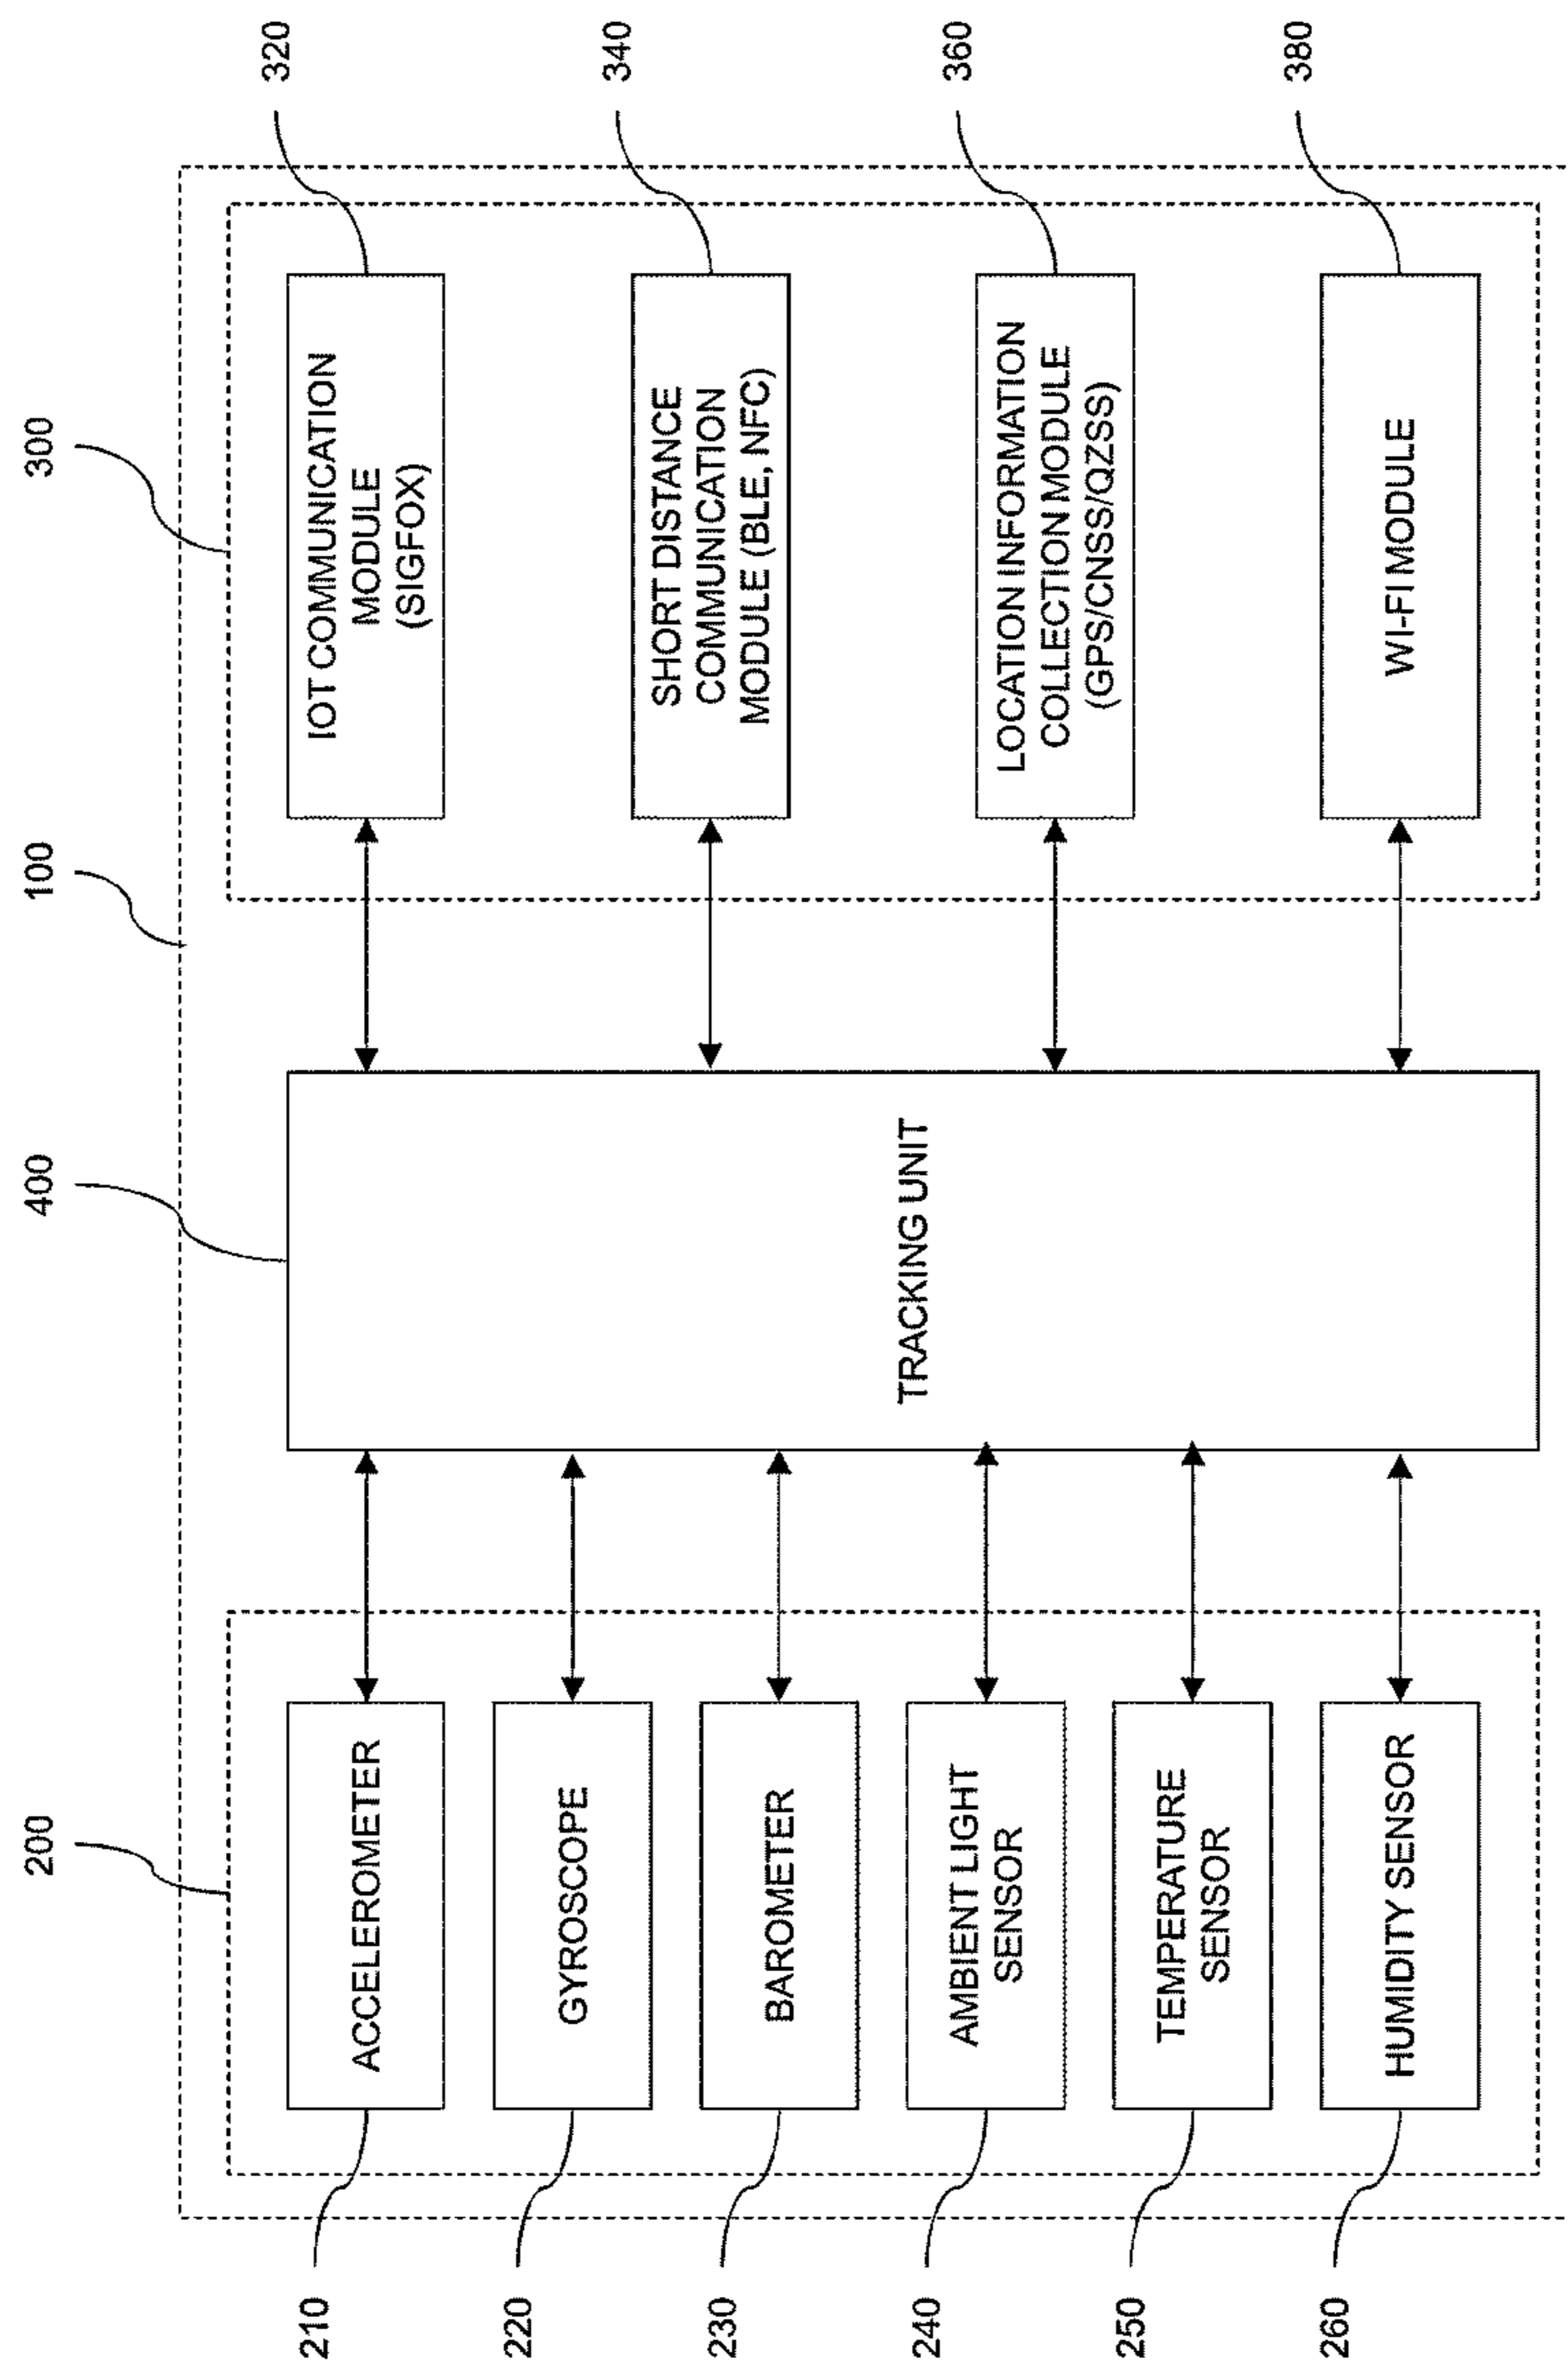 100
200
400
300
210
ACCELEROMETER
220
GYROSCOPE
230
BAROMETER
240
AMBIENT LIGHT
SENSOR
250
TEMPERATURE
SENSOR
260
HUMIDITY SENSOR
TRACKING UNIT
IOT COMMUNICATION
MODULE
(SIGFOX)
320
SHORT DISTANCE
COMMUNICATION
MODULE (BLE, NFC)
340
LOCATION INFORMATION
COLLECTION MODULE
(GPS/CNSS/QZSS)
360
WI-FI MODULE
380